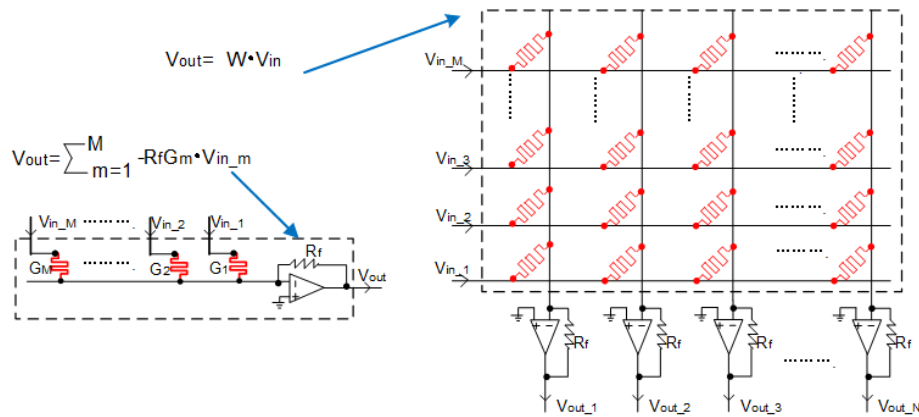 Vout= W•Vin
Vout= ∑ M m=1 -RfGm•Vin_m
Vin_M ........ Vin_2 Vin_1
GM ........ G2 G1 Rf Vout
+ -
Vin_M ........
........ ........ ........ ........
Vin_3 ........
Vin_2 ........
Vin_1 ........
+ - Rf + - Rf + - Rf + - Rf
........
Vout_1 Vout_2 Vout_3 Vout_N